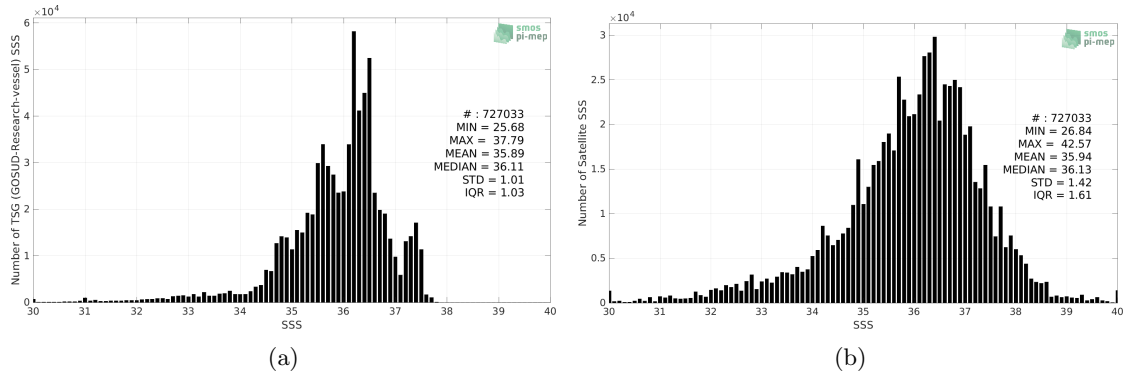 ×10⁴
6
5
4
3
2
1
0
Number of TSG (GOSUD-Research-vessel) SSS
30 31 32 33 34 35 36 37 38 39 40
SSS
smos
pi-mep
# : 727033
MIN = 25.68
MAX = 37.79
MEAN = 35.89
MEDIAN = 36.11
STD = 1.01
IQR = 1.03
(a)
×10⁴
3
2.5
2
1.5
1
0.5
0
Number of Satellite SSS
30 31 32 33 34 35 36 37 38 39 40
SSS
smos
pi-mep
# : 727033
MIN = 26.84
MAX = 42.57
MEAN = 35.94
MEDIAN = 36.13
STD = 1.42
IQR = 1.61
(b)